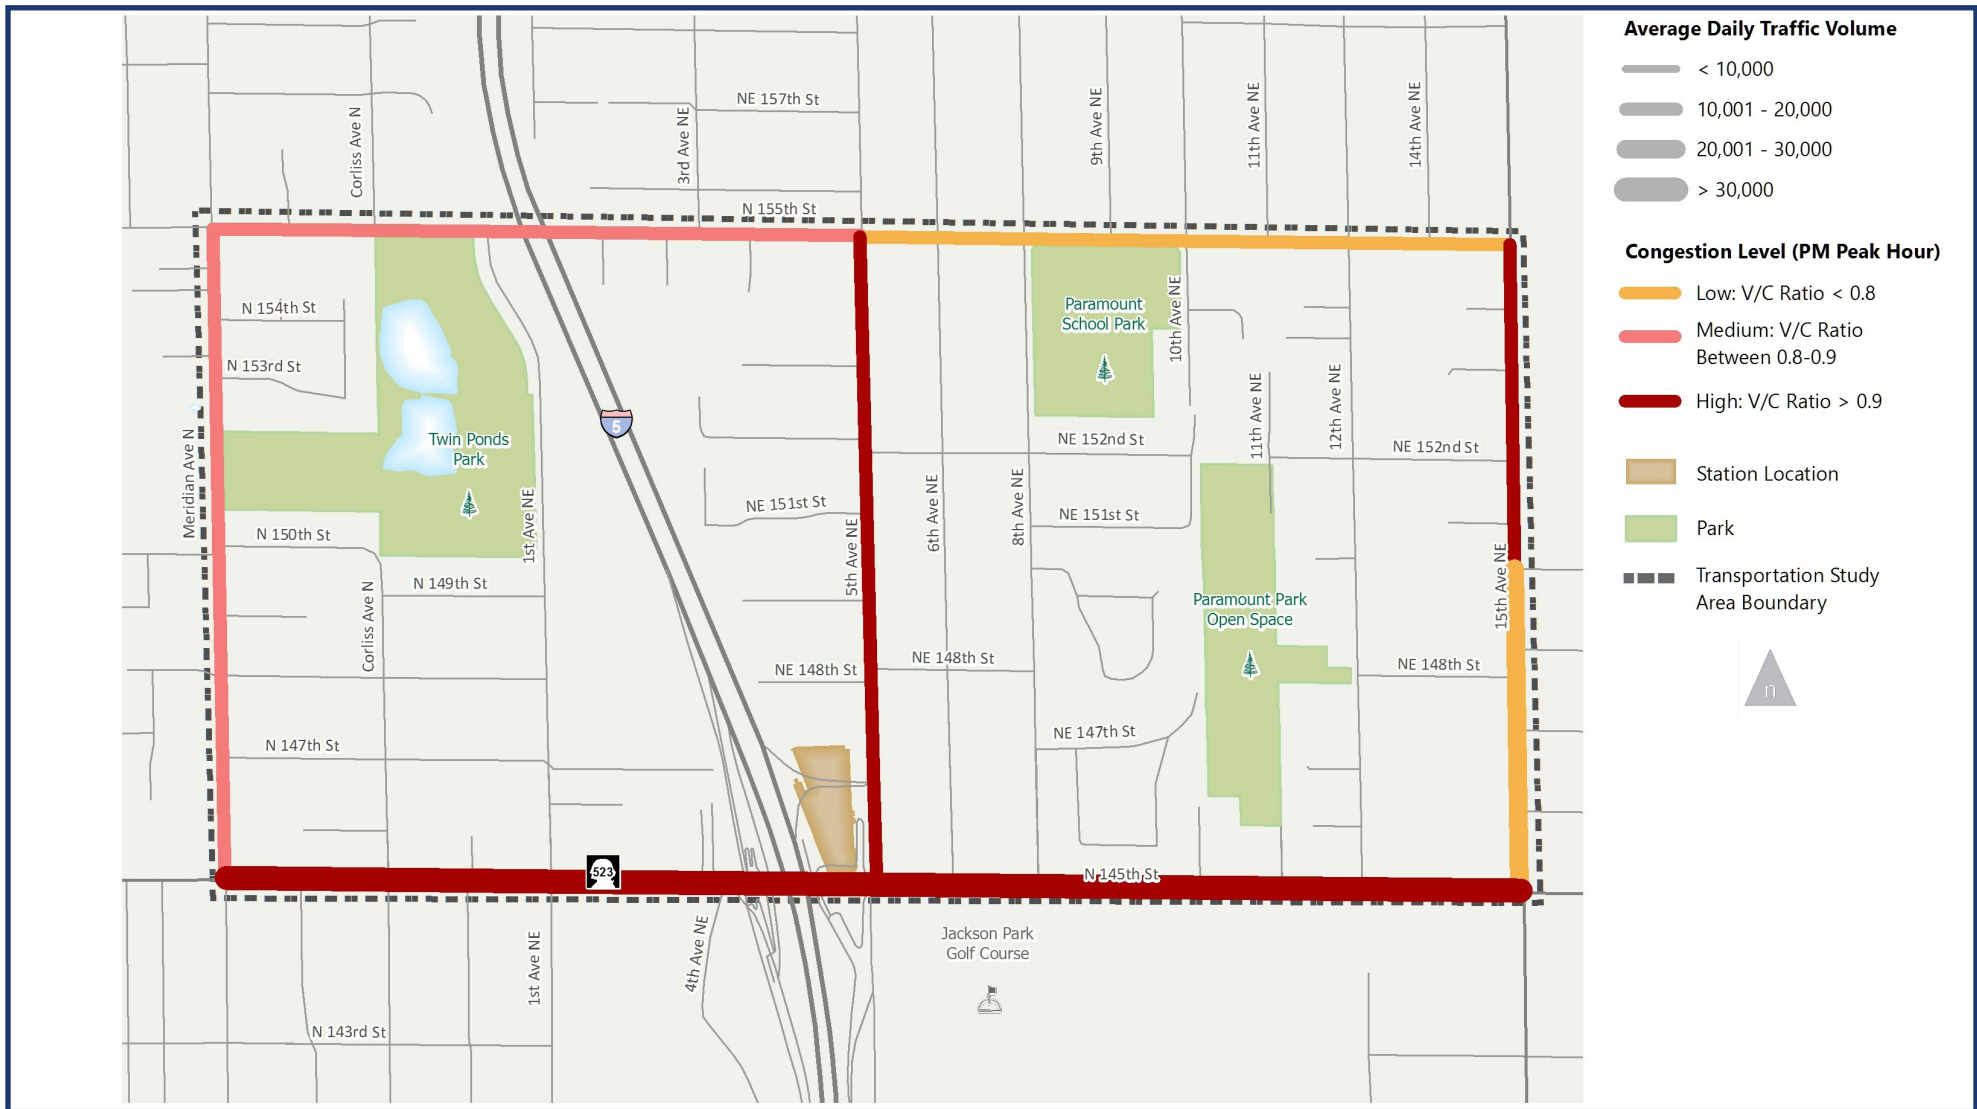 Average Daily Traffic Volume
< 10,000
10,001 - 20,000
20,001 - 30,000
> 30,000
Congestion Level (PM Peak Hour)
Low: V/C Ratio < 0.8
Medium: V/C Ratio
Between 0.8-0.9
High: V/C Ratio > 0.9
Station Location
Park
Transportation Study
Area Boundary
n
NE 157th St
Corliss Ave N
3rd Ave NE
9th Ave NE
11th Ave NE
14th Ave NE
N 155th St
N 154th St
N 153rd St
Paramount
School Park
10th Ave NE
5
Twin Ponds
Park
Meridian Ave N
1st Ave NE
NE 152nd St
11th Ave NE
12th Ave NE
NE 152nd St
NE 151st St
5th Ave NE
6th Ave NE
8th Ave NE
NE 151st St
N 150th St
N 149th St
Corliss Ave N
15th Ave NE
Paramount Park
Open Space
NE 148th St
NE 148th St
NE 148th St
N 147th St
NE 147th St
523
N 145th St
Jackson Park
Golf Course
1st Ave NE
4th Ave NE
N 143rd St